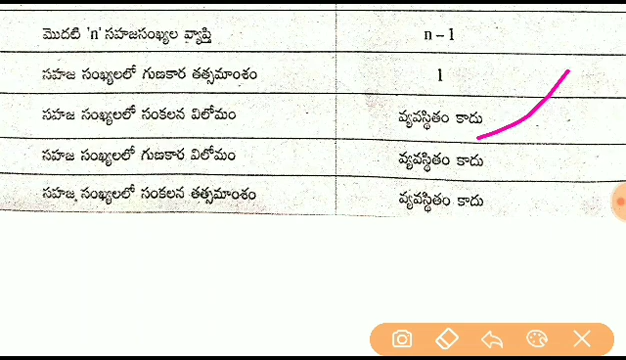 మొదటి 'n' సహజసంఖ్యల వ్యాప్తి n – 1
సహజ సంఖ్యలలో గుణకార తత్సమాంశం 1
సహజ సంఖ్యలలో సంకలన విలోమం వ్యవస్థితం కాదు
సహజ సంఖ్యలలో గుణకార విలోమం వ్యవస్థితం కాదు
సహజ సంఖ్యలలో సంకలన తత్సమాంశం వ్యవస్థితం కాదు